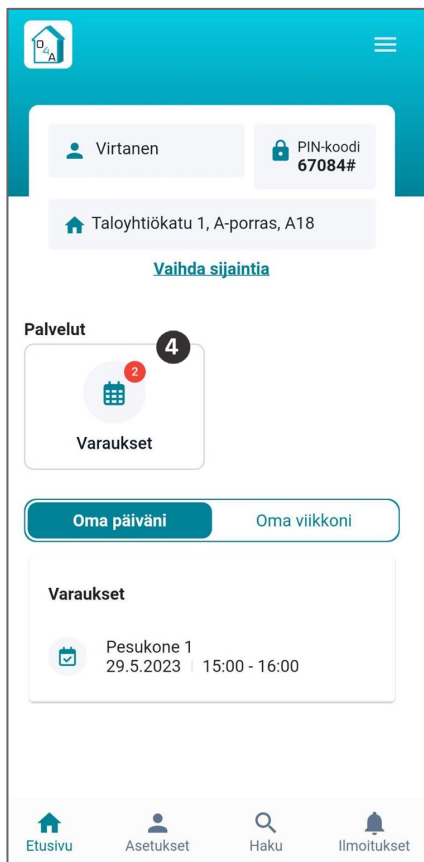 D
4
A
Virtanen
PIN-koodi
67084#
Taloyhtiökatu 1, A-porras, A18
Vaihda sijaintia
Palvelut
4
2
Varaukset
Oma päiväni
Oma viikkoni
Varaukset
Pesukone 1
29.5.2023 | 15:00 - 16:00
Etusivu
Asetukset
Haku
Ilmoitukset